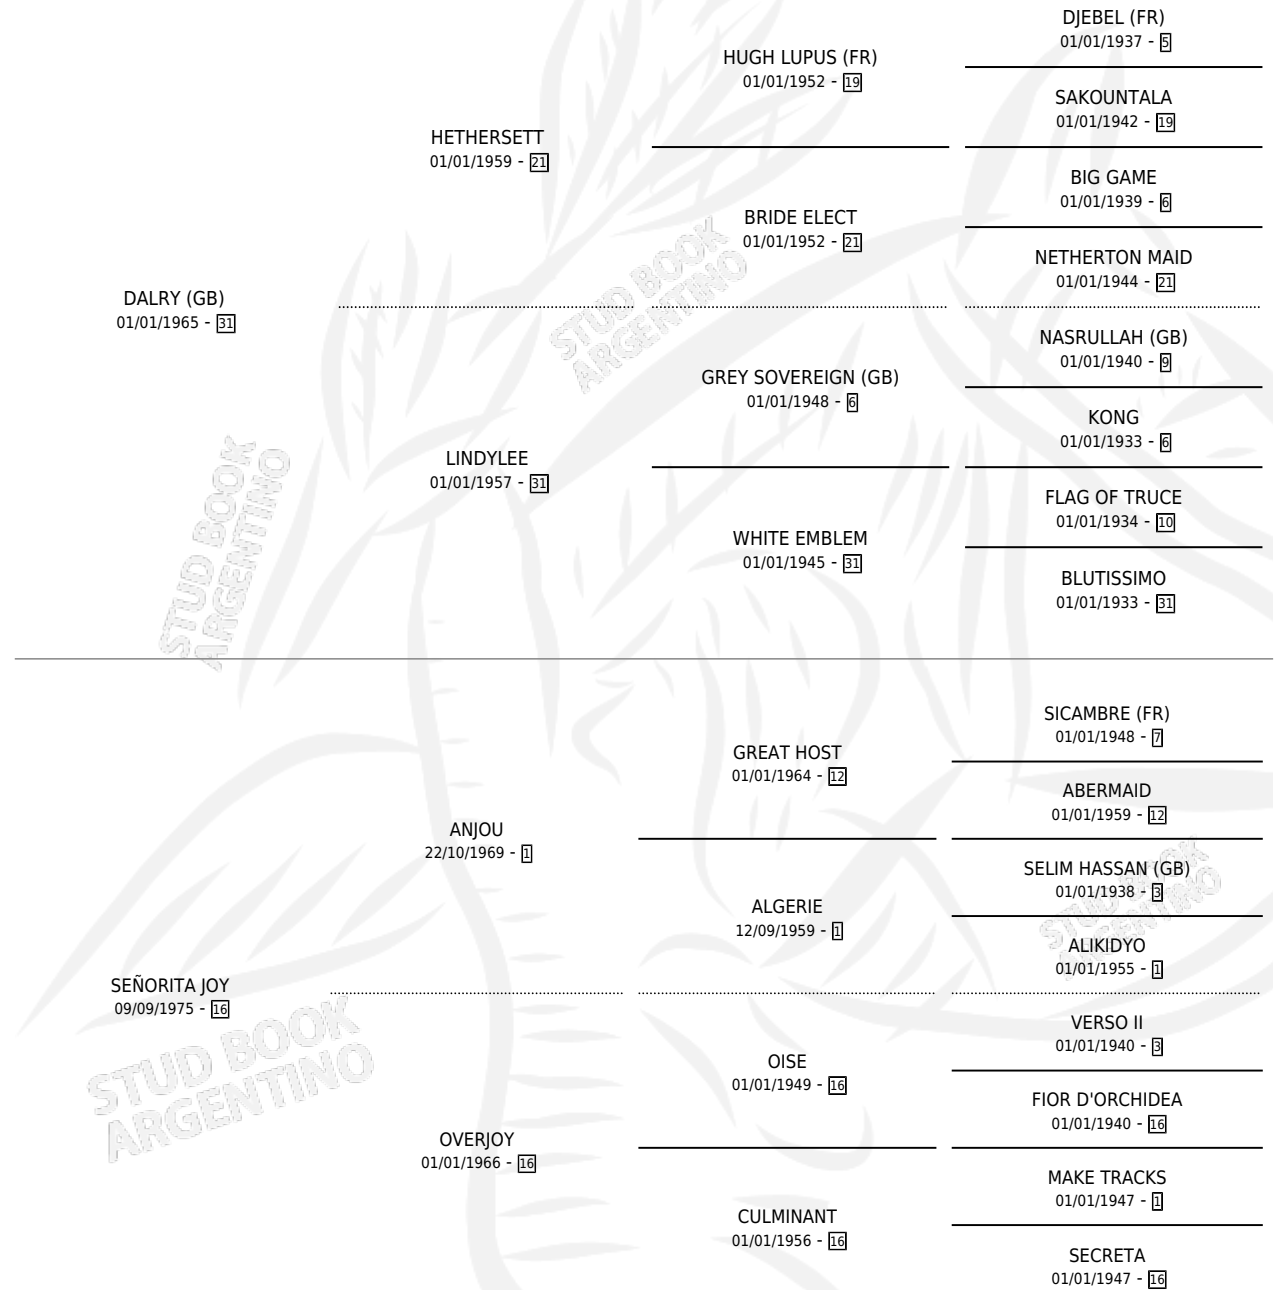 DALRY (GB)
01/01/1965 - 31
HETHERSETT
01/01/1959 - 21
HUGH LUPUS (FR)
01/01/1952 - 19
DJEBEL (FR)
01/01/1937 - 5
SAKOUNTALA
01/01/1942 - 19
BRIDE ELECT
01/01/1952 - 21
BIG GAME
01/01/1939 - 6
NETHERTON MAID
01/01/1944 - 21
LINDYLEE
01/01/1957 - 31
GREY SOVEREIGN (GB)
01/01/1948 - 6
NASRULLAH (GB)
01/01/1940 - 9
KONG
01/01/1933 - 6
WHITE EMBLEM
01/01/1945 - 31
FLAG OF TRUCE
01/01/1934 - 10
BLUTISSIMO
01/01/1933 - 31
SEÑORITA JOY
09/09/1975 - 16
ANJOU
22/10/1969 - 1
GREAT HOST
01/01/1964 - 12
SICAMBRE (FR)
01/01/1948 - 7
ABERMAID
01/01/1959 - 12
ALGERIE
12/09/1959 - 1
SELIM HASSAN (GB)
01/01/1938 - 3
ALIKIDYO
01/01/1955 - 1
OVERJOY
01/01/1966 - 16
OISE
01/01/1949 - 16
VERSO II
01/01/1940 - 3
FIOR D'ORCHIDEA
01/01/1940 - 16
CULMINANT
01/01/1956 - 16
MAKE TRACKS
01/01/1947 - 1
SECRETA
01/01/1947 - 16
STUD BOOK
ARGENTINO
STUD BOOK
ARGENTINO
STUD BOOK
ARGENTINO
STUD BOOK
ARGENTINO